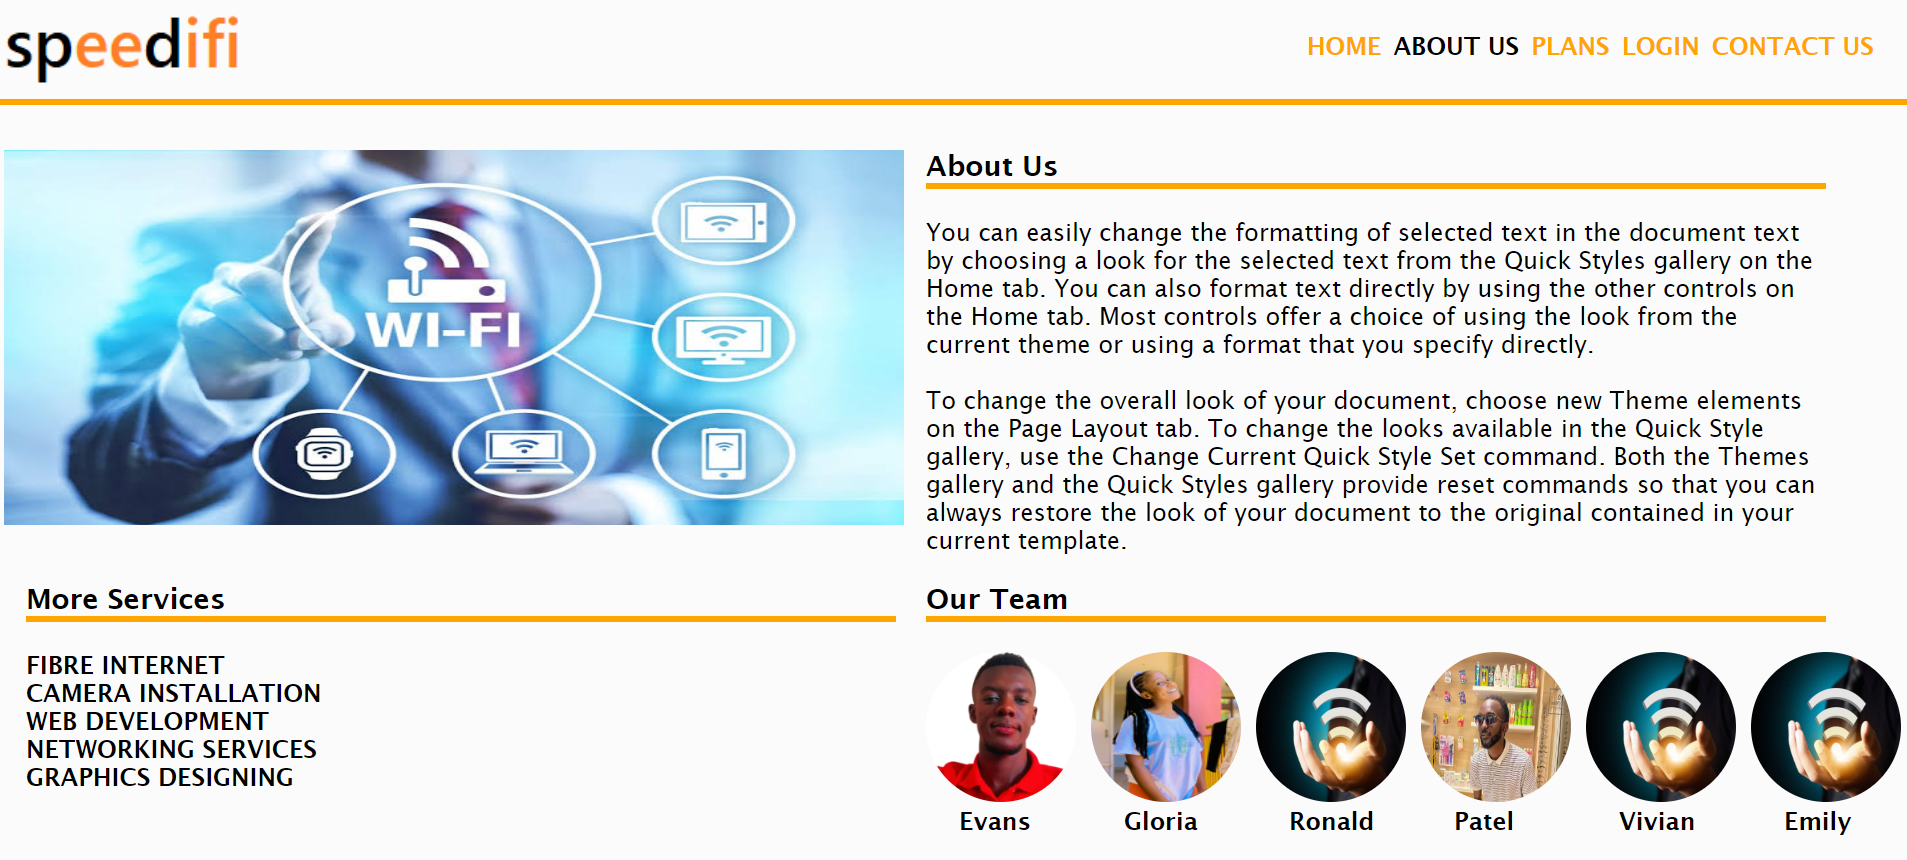 speedifi
HOME ABOUT US PLANS LOGIN CONTACT US
WI-FI
About Us
You can easily change the formatting of selected text in the document text
by choosing a look for the selected text from the Quick Styles gallery on the
Home tab. You can also format text directly by using the other controls on
the Home tab. Most controls offer a choice of using the look from the
current theme or using a format that you specify directly.
To change the overall look of your document, choose new Theme elements
on the Page Layout tab. To change the looks available in the Quick Style
gallery, use the Change Current Quick Style Set command. Both the Themes
gallery and the Quick Styles gallery provide reset commands so that you can
always restore the look of your document to the original contained in your
current template.
More Services
FIBRE INTERNET
CAMERA INSTALLATION
WEB DEVELOPMENT
NETWORKING SERVICES
GRAPHICS DESIGNING
Our Team
Evans Gloria Ronald Patel Vivian Emily